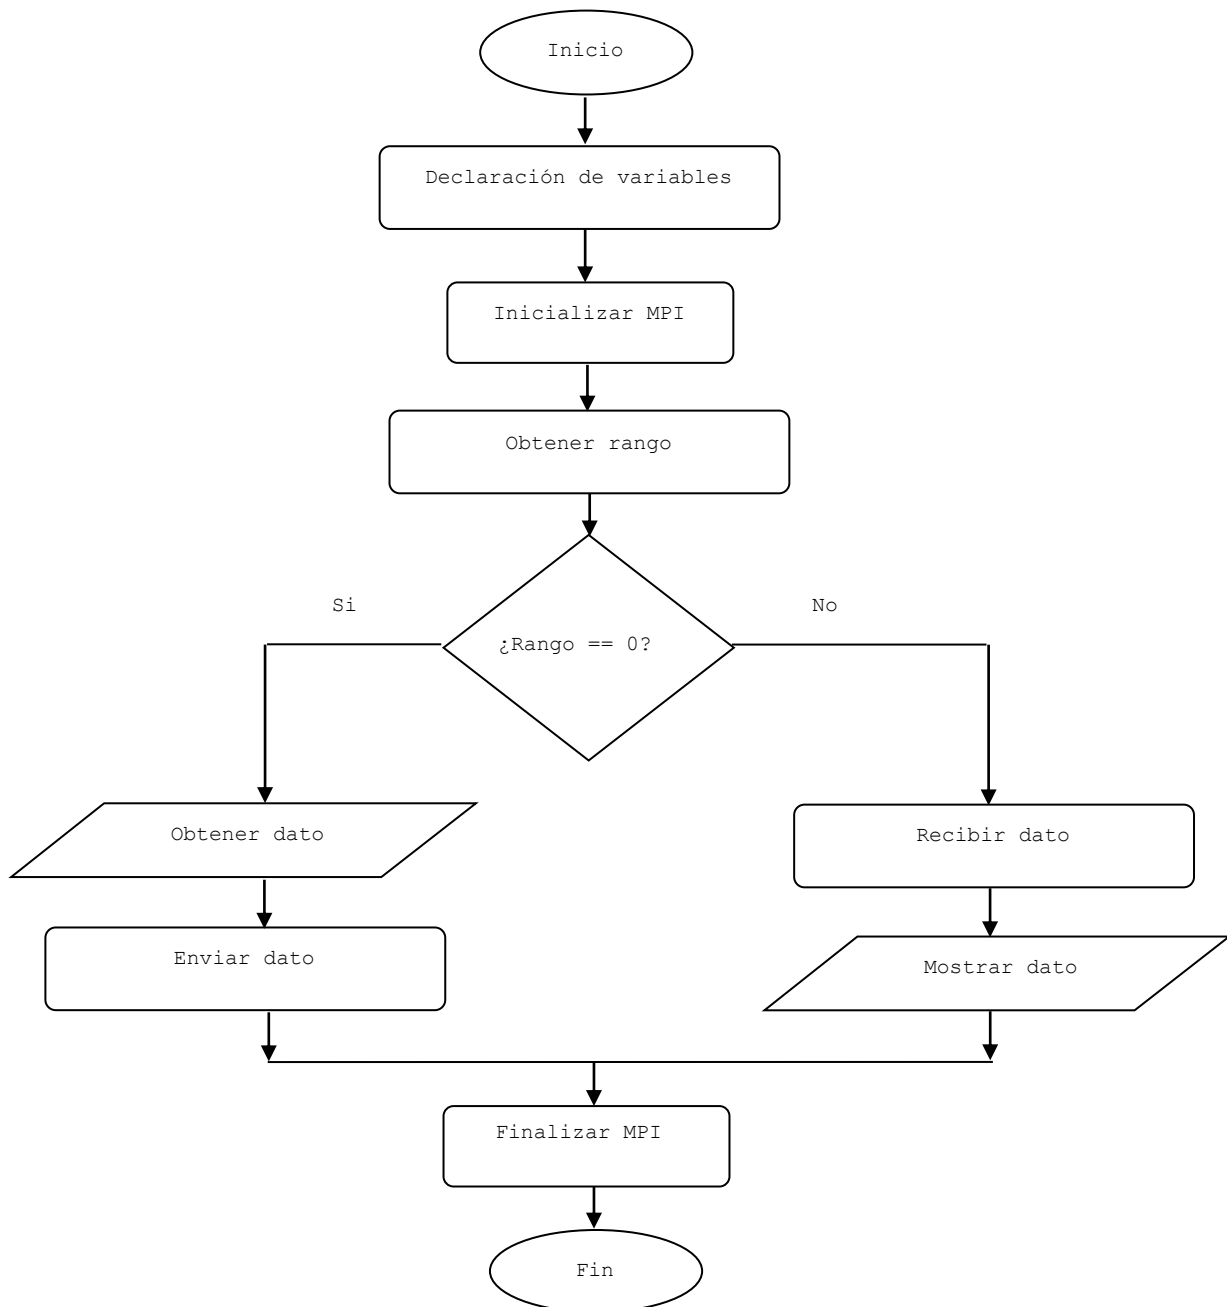 Inicio
Declaración de variables
Inicializar MPI
Obtener rango
Si
No
¿Rango == 0?
Obtener dato
Recibir dato
Enviar dato
Mostrar dato
Finalizar MPI
Fin